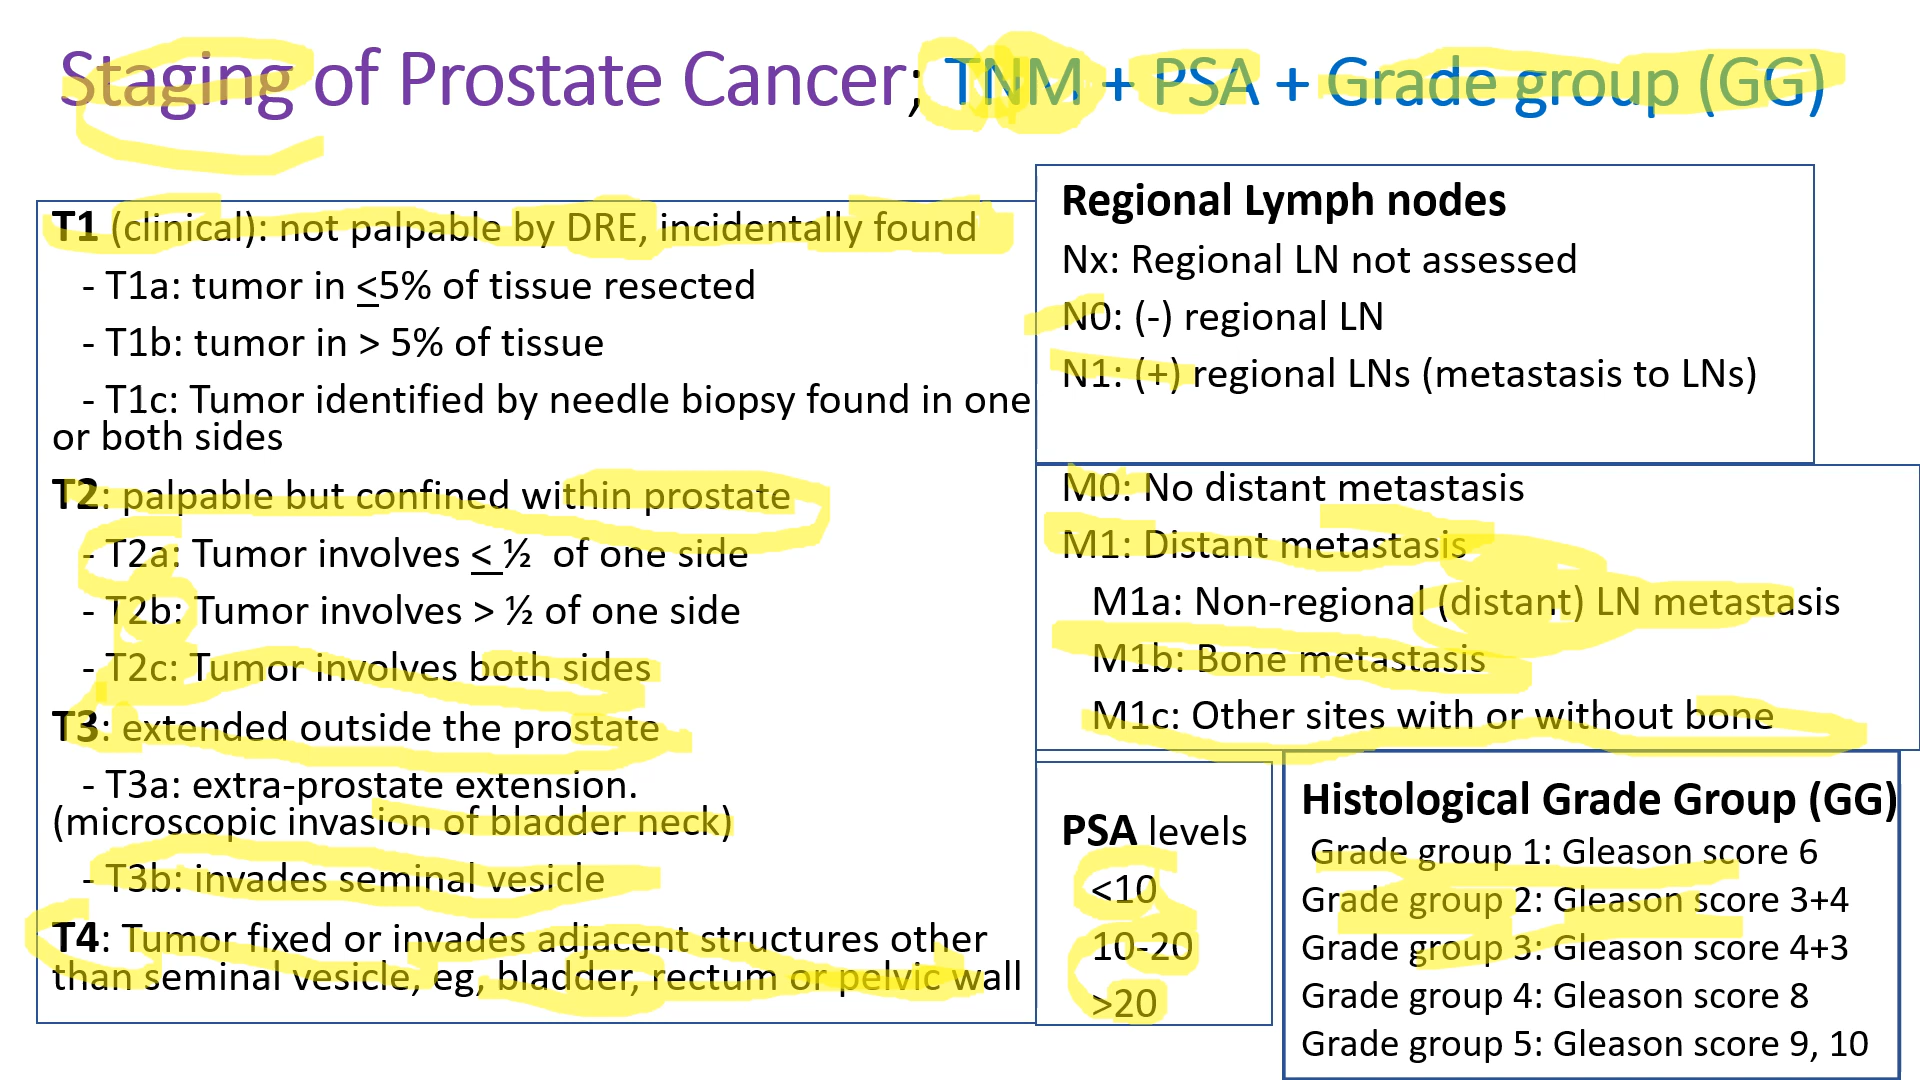 Staging of Prostate Cancer; TNM + PSA + Grade group (GG)
T1 (clinical): not palpable by DRE, incidentally found
- T1a: tumor in <5% of tissue resected
- T1b: tumor in > 5% of tissue
- T1c: Tumor identified by needle biopsy found in one
or both sides
T2: palpable but confined within prostate
- T2a: Tumor involves < ½ of one side
- T2b: Tumor involves > ½ of one side
- T2c: Tumor involves both sides
T3: extended outside the prostate
- T3a: extra-prostate extension.
(microscopic invasion of bladder neck)
- T3b: invades seminal vesicle
T4: Tumor fixed or invades adjacent structures other
than seminal vesicle, eg, bladder, rectum or pelvic wall
Regional Lymph nodes
Nx: Regional LN not assessed
N0: (-) regional LN
N1: (+) regional LNs (metastasis to LNs)
M0: No distant metastasis
M1: Distant metastasis
M1a: Non-regional (distant) LN metastasis
M1b: Bone metastasis
M1c: Other sites with or without bone
PSA levels
<10
10-20
>20
Histological Grade Group (GG)
Grade group 1: Gleason score 6
Grade group 2: Gleason score 3+4
Grade group 3: Gleason score 4+3
Grade group 4: Gleason score 8
Grade group 5: Gleason score 9, 10